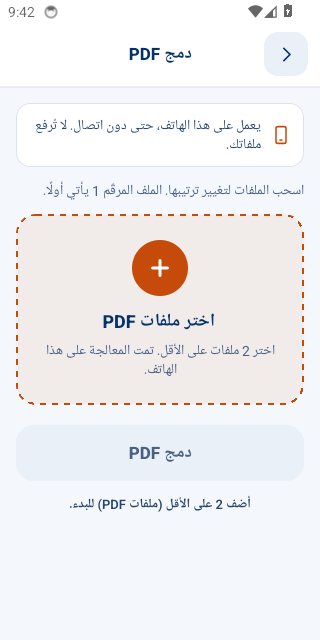 9:42
دمج PDF
يعمل على هذا الهاتف، حتى دون اتصال. لا تُرفع
ملفاتك.
اسحب الملفات لتغيير ترتيبها. الملف المرقّم 1 يأتي أولًا.
اختر ملفات PDF
اختر 2 ملفات على الأقل. تمت المعالجة على هذا
الهاتف.
دمج PDF
أضف 2 على الأقل (ملفات PDF) للبدء.